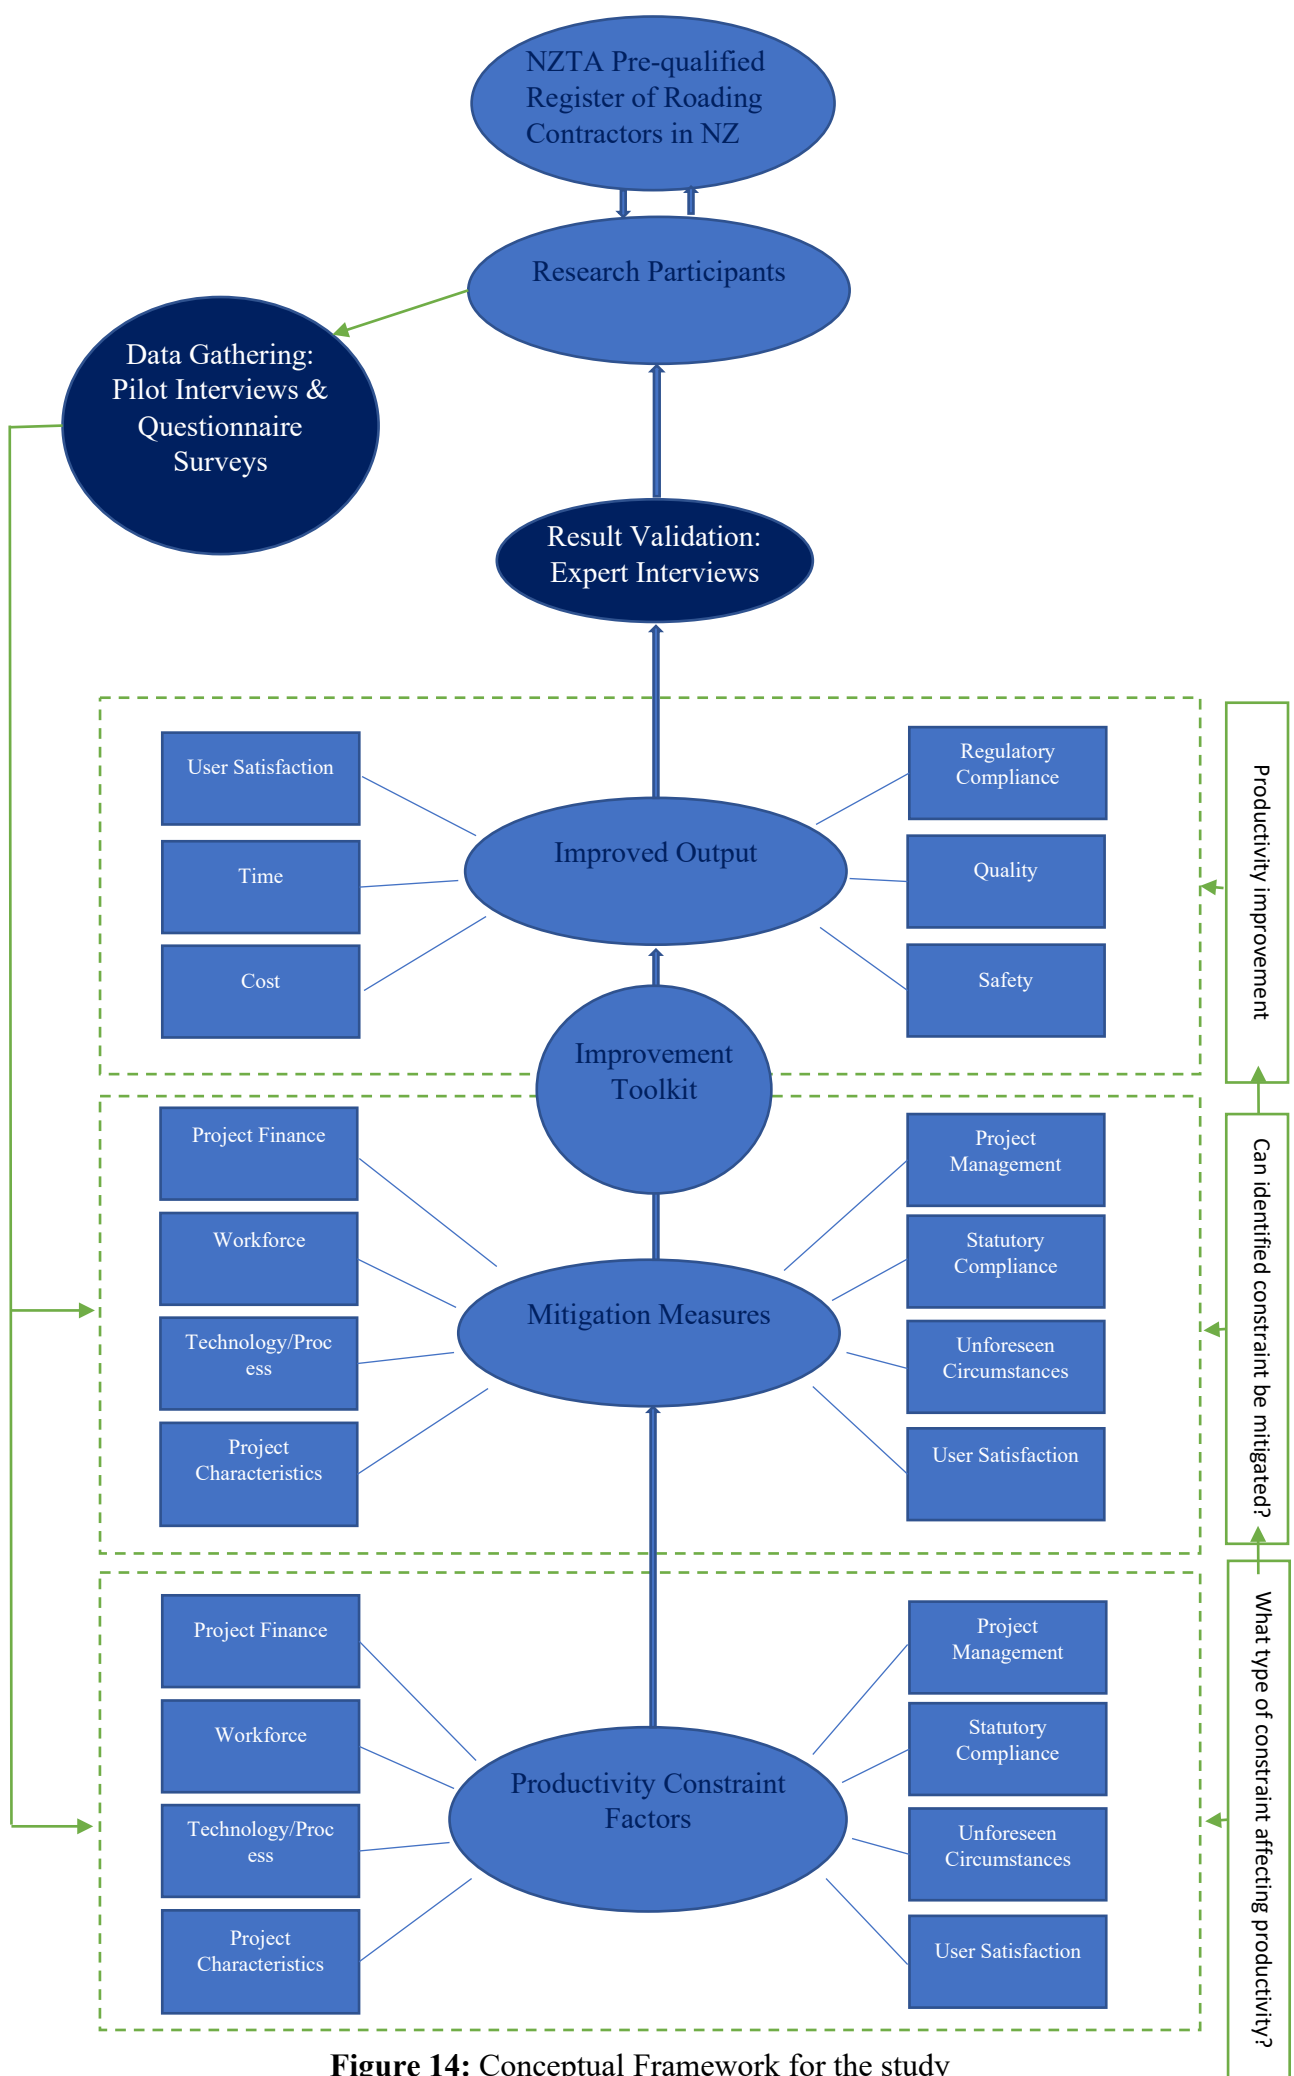 NZTA Pre-qualified
Register of Roading
Contractors in NZ
Research Participants
Data Gathering:
Pilot Interviews &
Questionnaire
Surveys
Result Validation:
Expert Interviews
User Satisfaction
Time
Cost
Improved Output
Regulatory
Compliance
Quality
Safety
Productivity improvement
Improvement
Toolkit
Project Finance
Workforce
Technology/Proc
ess
Project
Characteristics
Mitigation Measures
Project
Management
Statutory
Compliance
Unforeseen
Circumstances
User Satisfaction
Can identified constraint be mitigated?
Project Finance
Workforce
Technology/Proc
ess
Project
Characteristics
Productivity Constraint
Factors
Project
Management
Statutory
Compliance
Unforeseen
Circumstances
User Satisfaction
What type of constraint affecting productivity?
Figure 14: Conceptual Framework for the study